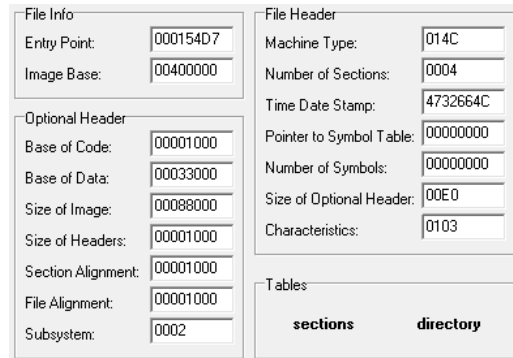 File Info
Entry Point: 000154D7
Image Base: 00400000
Optional Header
Base of Code: 00001000
Base of Data: 00033000
Size of Image: 00088000
Size of Headers: 00001000
Section Alignment: 00001000
File Alignment: 00001000
Subsystem: 0002
File Header
Machine Type: 014C
Number of Sections: 0004
Time Date Stamp: 4732664C
Pointer to Symbol Table: 00000000
Number of Symbols: 00000000
Size of Optional Header: 00E0
Characteristics: 0103
Tables
sections directory